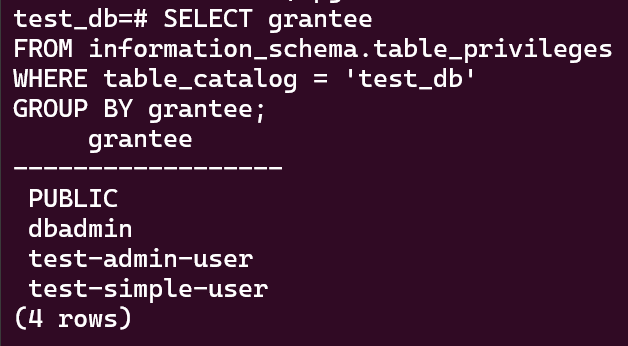 test_db=# SELECT grantee
FROM information_schema.table_privileges
WHERE table_catalog = 'test_db'
GROUP BY grantee;
     grantee
------------------
 PUBLIC
 dbadmin
 test-admin-user
 test-simple-user
(4 rows)